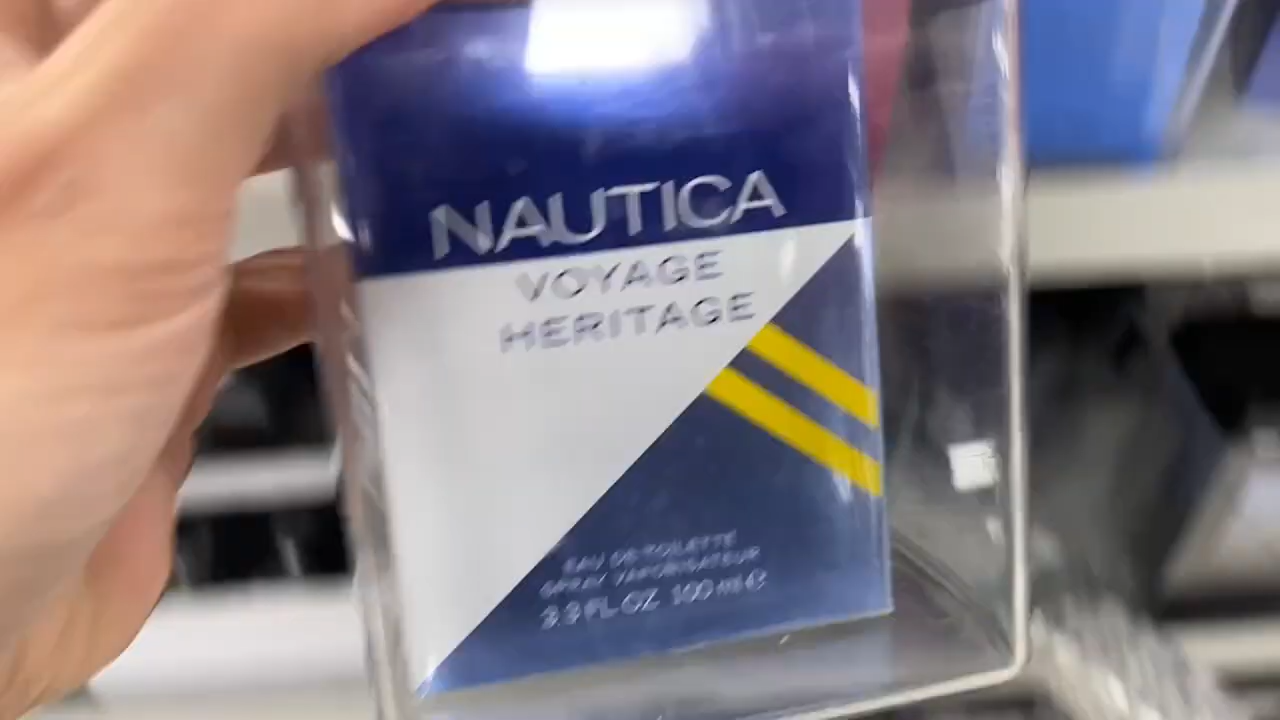 NAUTICA
VOYAGE
HERITAGE
EAU DE TOILETTE
SPRAY VAPORISATEUR
3.3 FL OZ 100 ml ℮